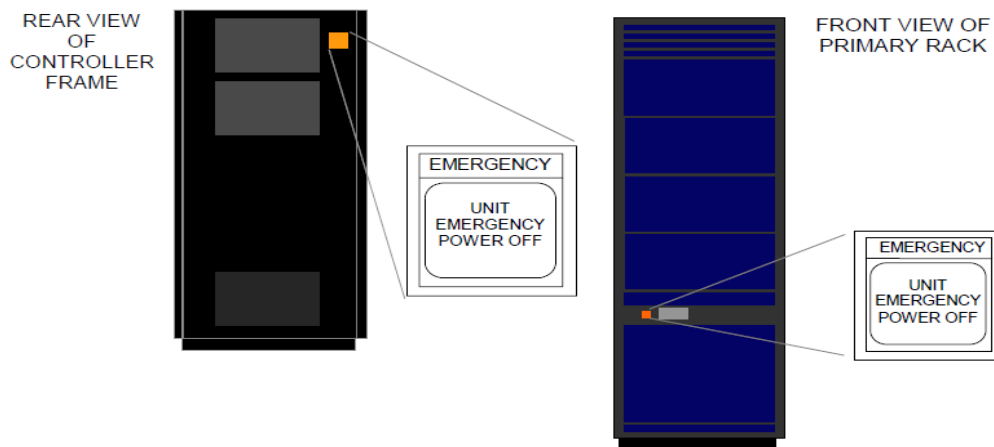 REAR VIEW
OF
CONTROLLER
FRAME
EMERGENCY
UNIT
EMERGENCY
POWER OFF
FRONT VIEW OF
PRIMARY RACK
EMERGENCY
UNIT
EMERGENCY
POWER OFF